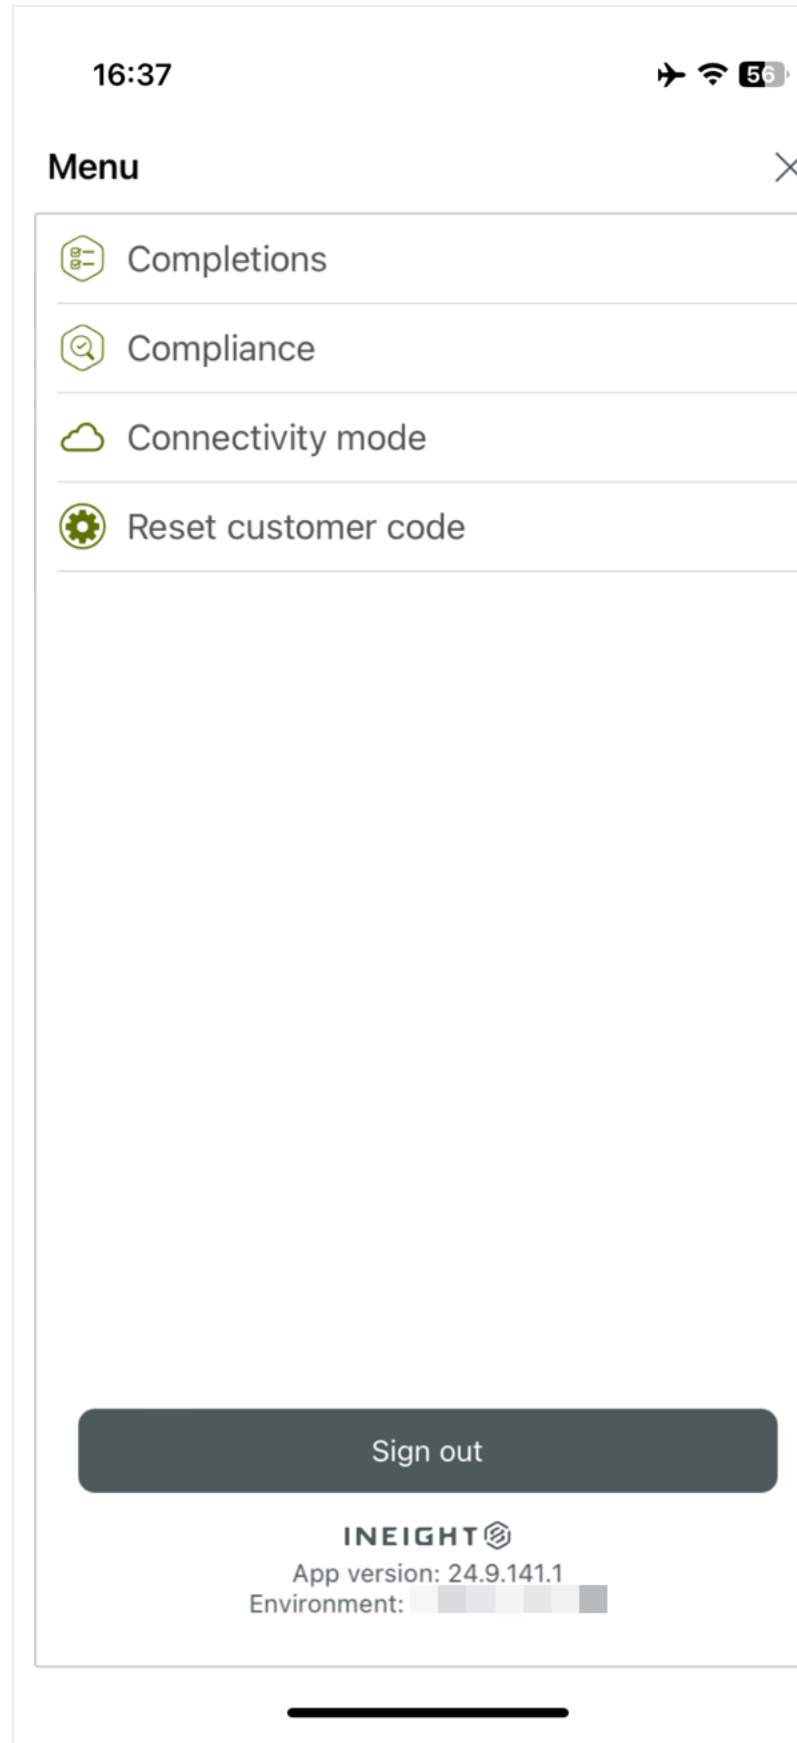 16:37
56
Menu
Completions
Compliance
Connectivity mode
Reset customer code
Sign out
INEIGHT
App version: 24.9.141.1
Environment: